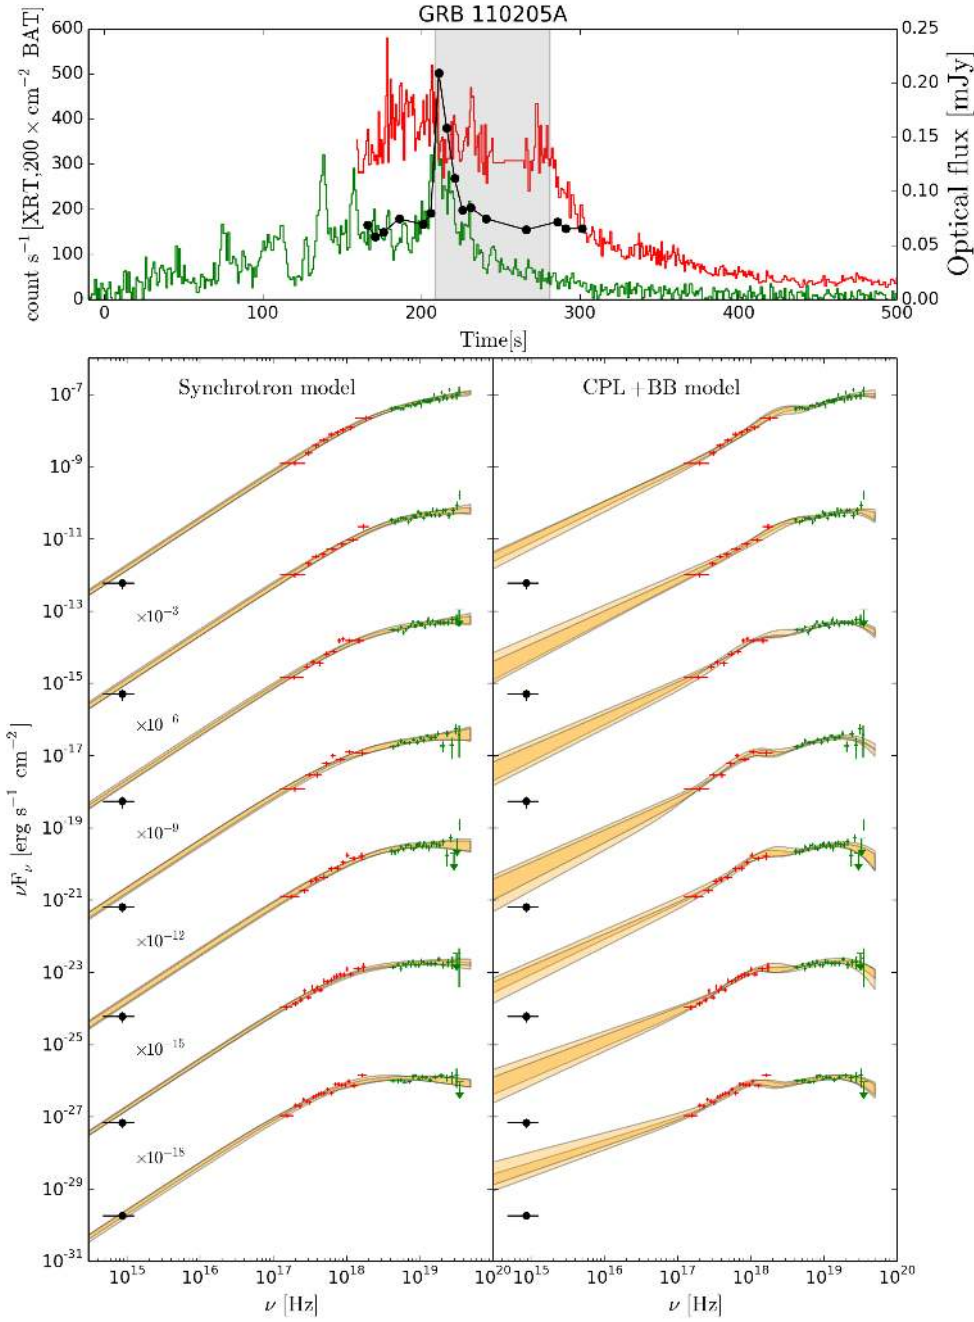 GRB 110205A
600
500
400
300
200
100
0
count s⁻¹ [XRT, 200 × cm⁻² BAT]
0.25
0.20
0.15
0.10
0.05
0.00
Optical flux [mJy]
0 100 200 300 400 500
Time[s]
Synchrotron model
CPL + BB model
10⁻⁷
10⁻⁹
10⁻¹¹
10⁻¹³
10⁻¹⁵
10⁻¹⁷
10⁻¹⁹
10⁻²¹
10⁻²³
10⁻²⁵
10⁻²⁷
10⁻²⁹
10⁻³¹
νFν [erg s⁻¹ cm⁻²]
×10⁻³
×10⁻⁶
×10⁻⁹
×10⁻¹²
×10⁻¹⁵
×10⁻¹⁸
10¹⁵ 10¹⁶ 10¹⁷ 10¹⁸ 10¹⁹ 10²⁰ 10¹⁵ 10¹⁶ 10¹⁷ 10¹⁸ 10¹⁹ 10²⁰
ν [Hz]
ν [Hz]